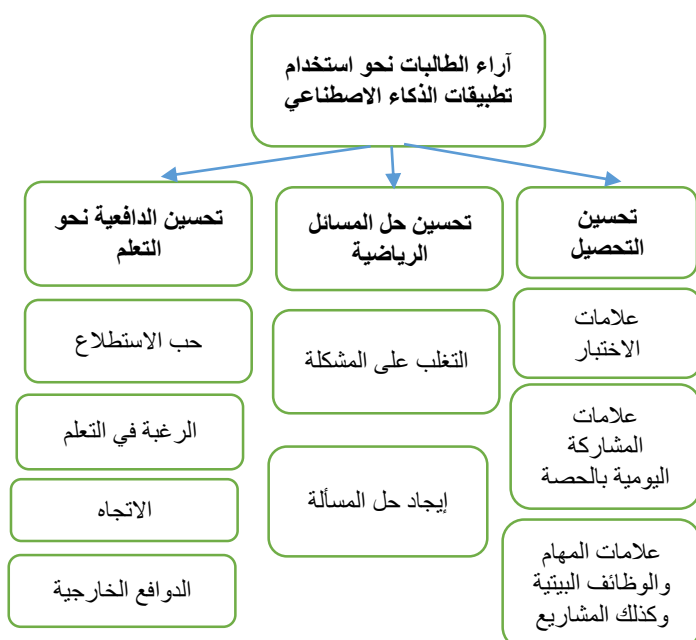 آراء الطالبات نحو استخدام
تطبيقات الذكاء الاصطناعي
تحسين
التحصيل
علامات
الاختبار
علامات
المشاركة
اليومية بالحصة
علامات المهام
والوظائف البيتية
وكذلك المشاريع
تحسين حل المسائل
الرياضية
التغلب على المشكلة
إيجاد حل المسألة
تحسين الدافعية نحو
التعلم
حب الاستطلاع
الرغبة في التعلم
الاتجاه
الدوافع الخارجية